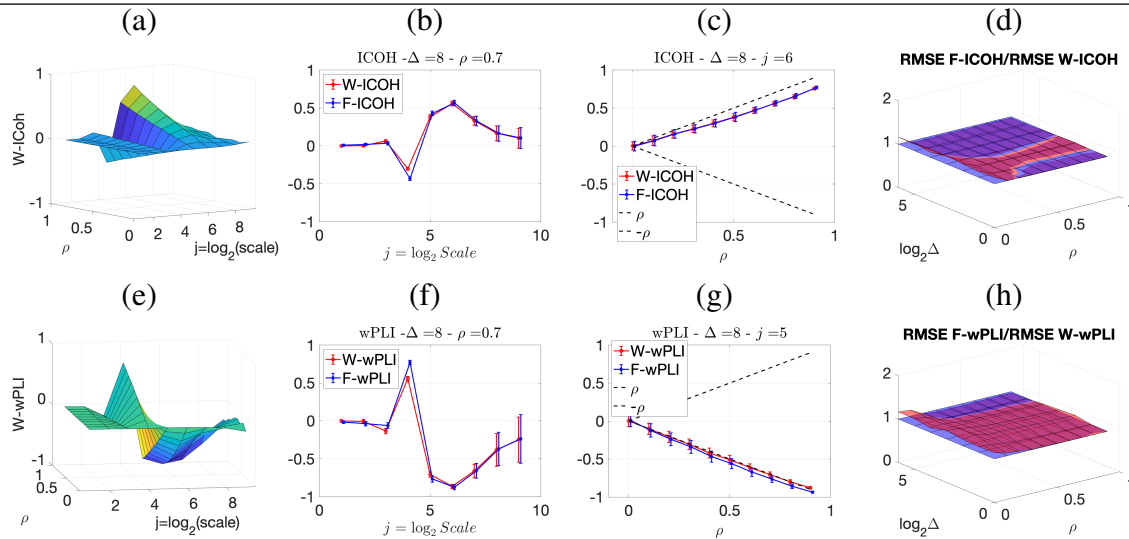 (a) (b) (c) (d)
W-ICoh
1
0
-1
1 0.5 0
ρ
2 4 6 8
j=log₂(scale)
ICOH -Δ =8 - ρ =0.7
W-ICOH
F-ICOH
1
0.5
0
-0.5
-1
0 5 10
j = log₂ Scale
ICOH - Δ =8 - j =6
1
0.5
0
-0.5
-1
W-ICOH
F-ICOH
ρ
-ρ
0 0.5 1
ρ
RMSE F-ICOH/RMSE W-ICOH
2
1
0
5
0
log₂Δ
0 0.5 1
ρ
(e) (f) (g) (h)
W-wPLI
1
0
-1
1 0.5 0
ρ
2 4 6 8
j=log₂(scale)
wPLI -Δ =8 - ρ =0.7
W-wPLI
F-wPLI
1
0.5
0
-0.5
-1
0 5 10
j = log₂ Scale
wPLI - Δ =8 - j =5
W-wPLI
F-wPLI
ρ
-ρ
1
0.5
0
-0.5
-1
0 0.5 1
ρ
RMSE F-wPLI/RMSE W-wPLI
2
1
0
5
0
log₂Δ
0 0.5 1
ρ